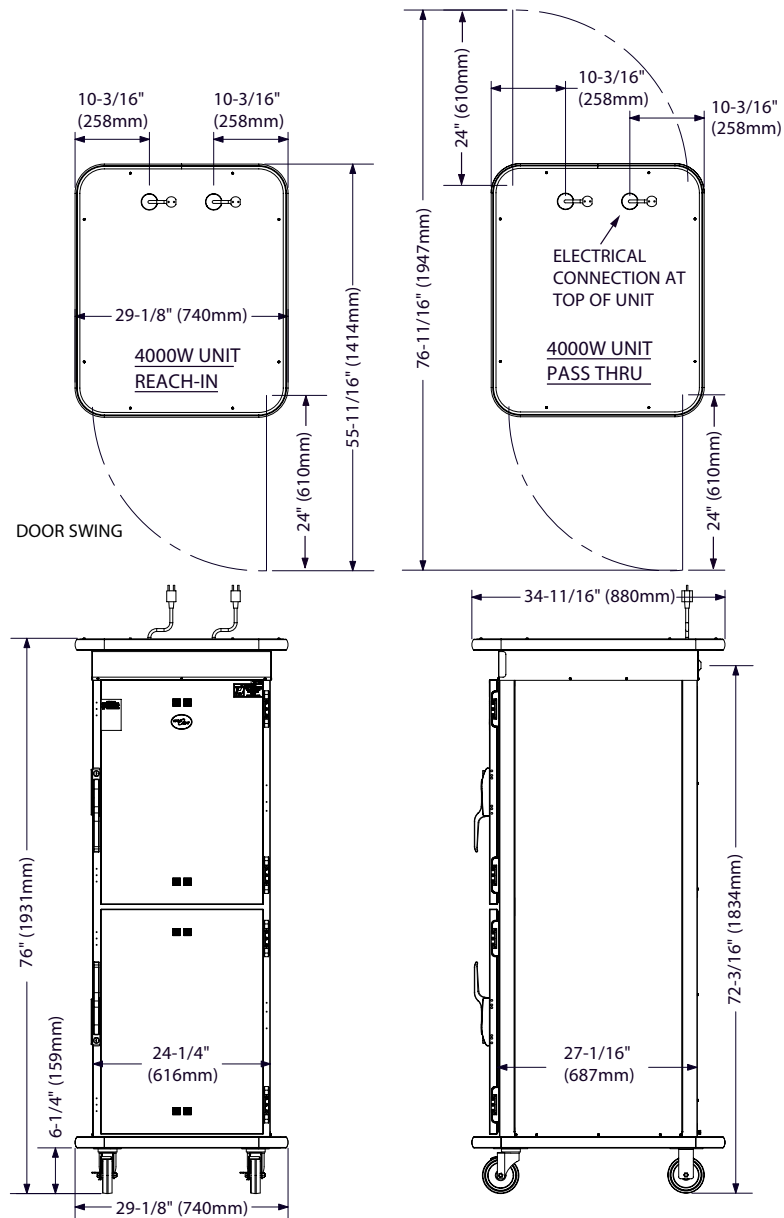 10-3/16"
(258mm)
10-3/16"
(258mm)
29-1/8" (740mm)
4000W UNIT
REACH-IN
55-11/16" (1414mm)
24" (610mm)
DOOR SWING
76-11/16" (1947mm)
24" (610mm)
10-3/16"
(258mm)
10-3/16"
(258mm)
ELECTRICAL
CONNECTION AT
TOP OF UNIT
4000W UNIT
PASS THRU
24" (610mm)
76" (1931mm)
6-1/4" (159mm)
24-1/4"
(616mm)
29-1/8" (740mm)
34-11/16" (880mm)
27-1/16"
(687mm)
72-3/16" (1834mm)